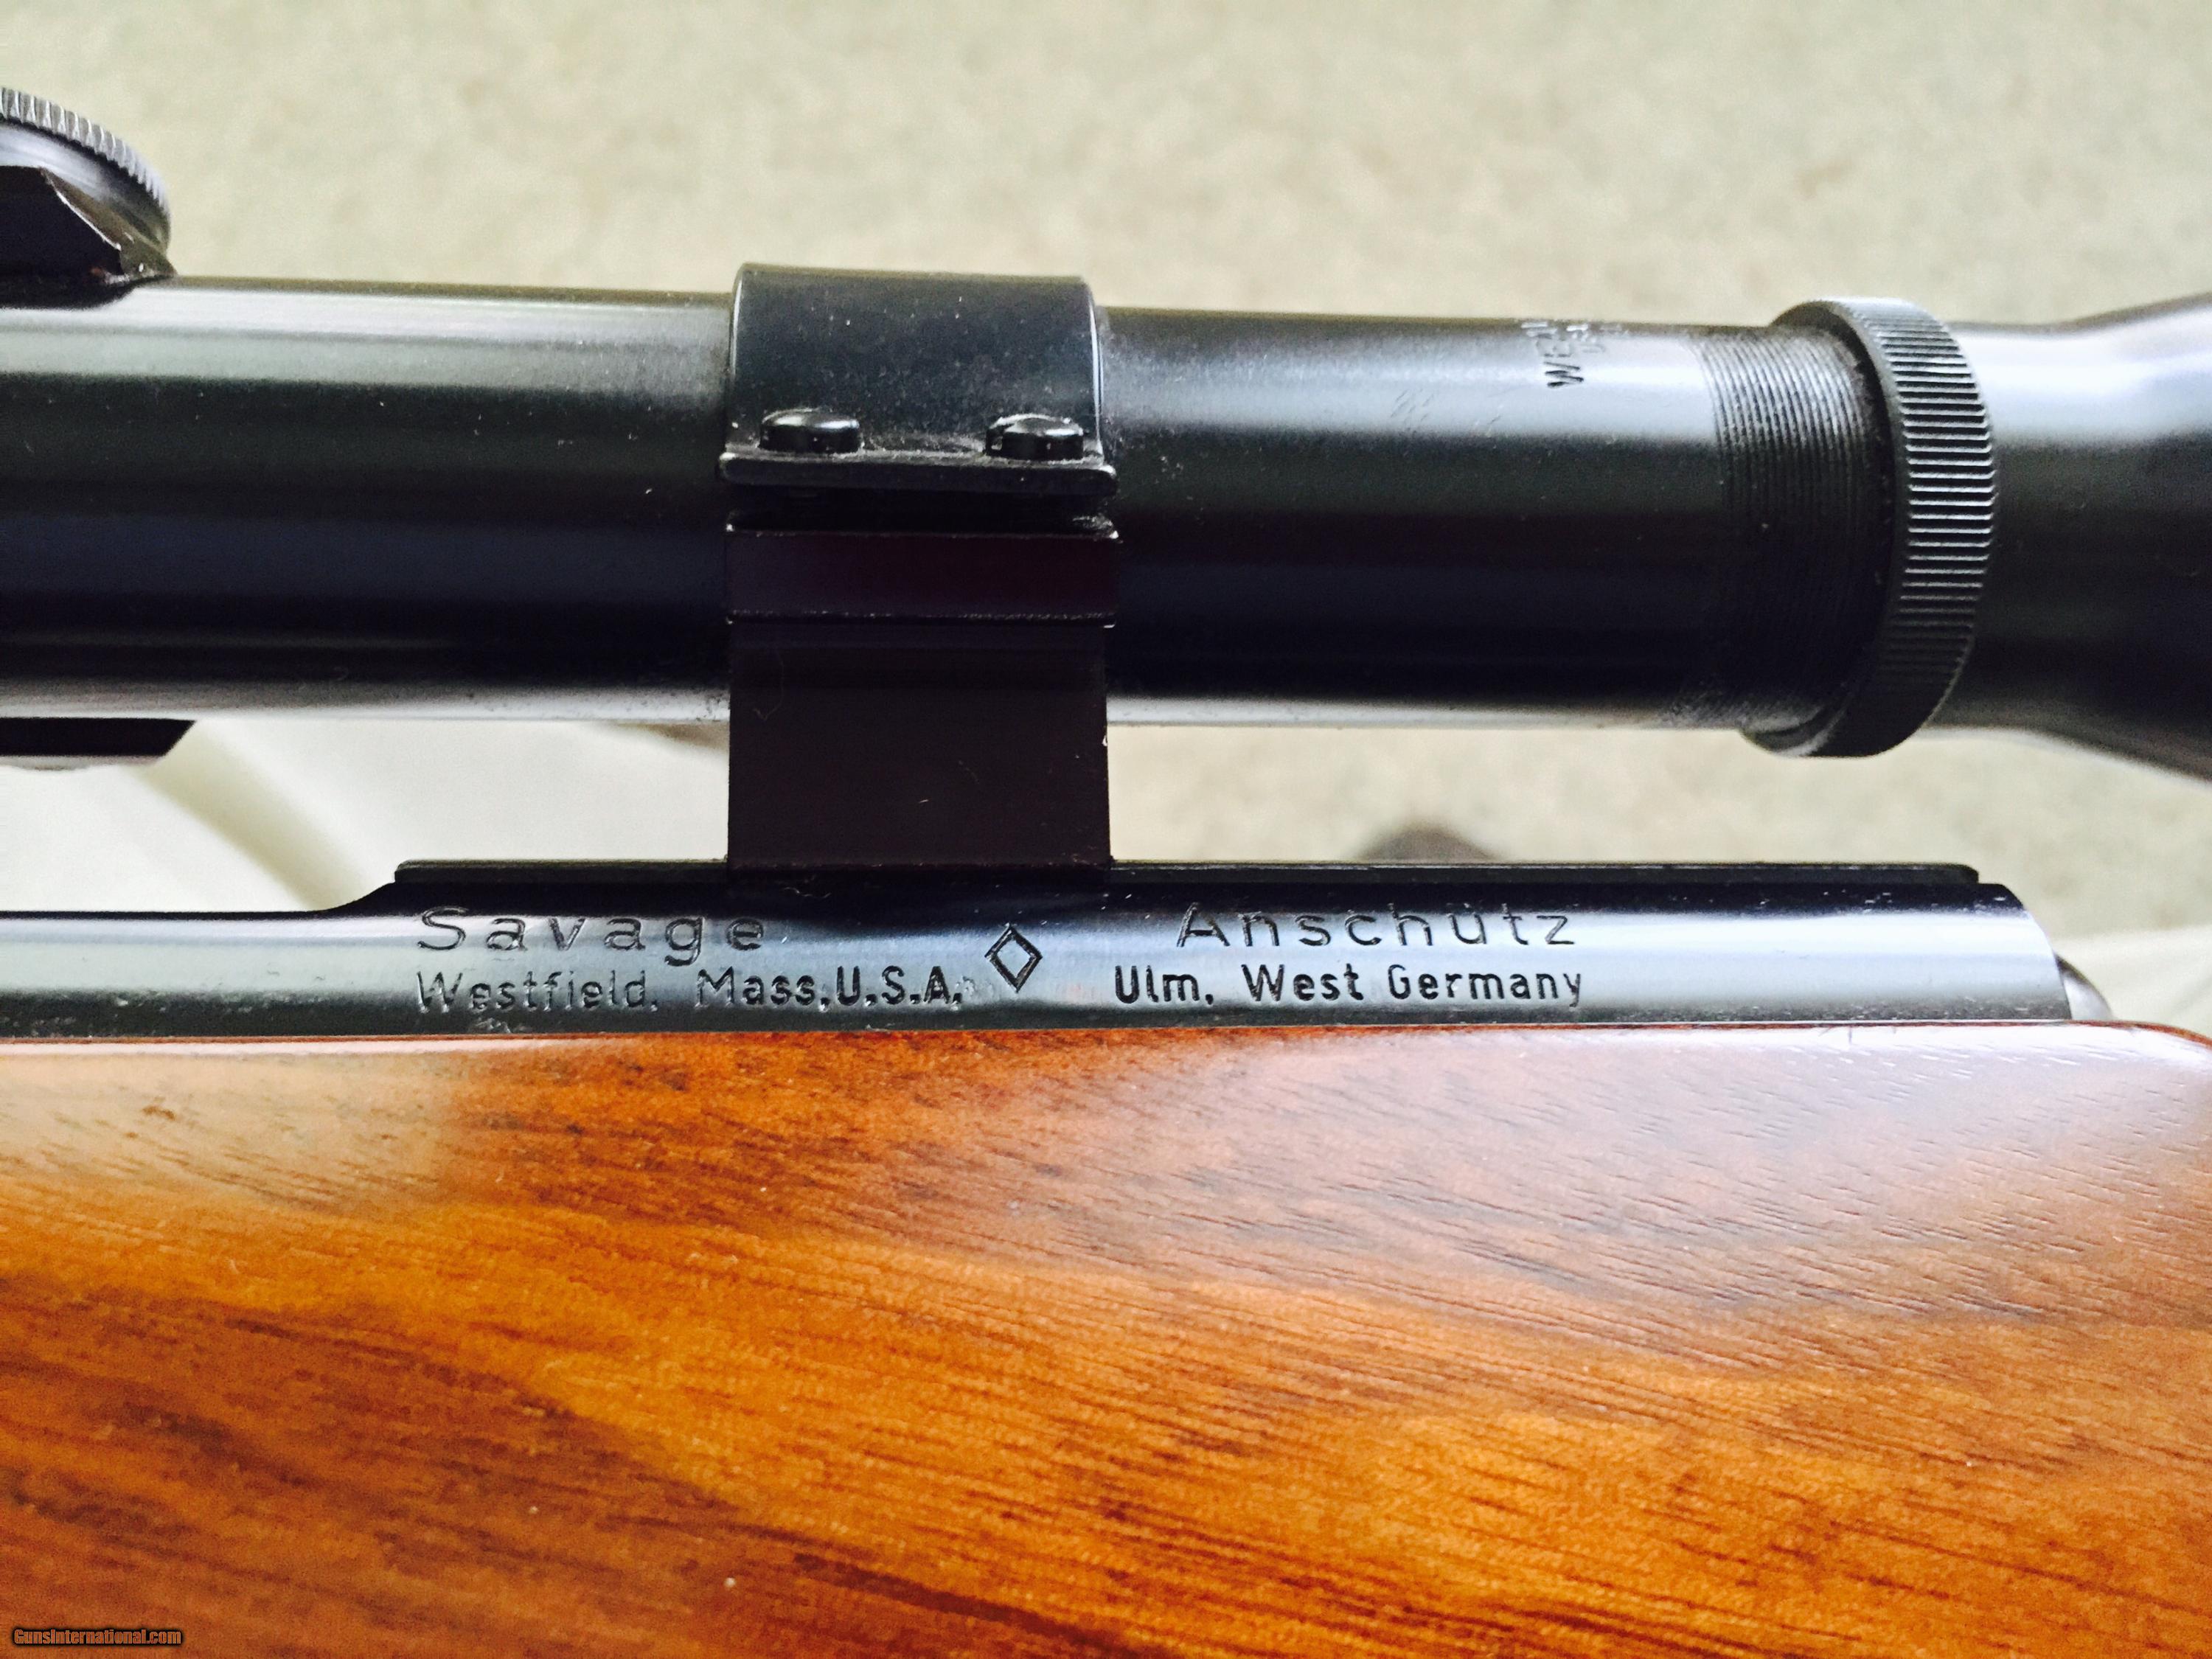 Savage ◇ Anschütz
Westfield, Mass,U.S.A. Ulm, West Germany
GunsInternational.com